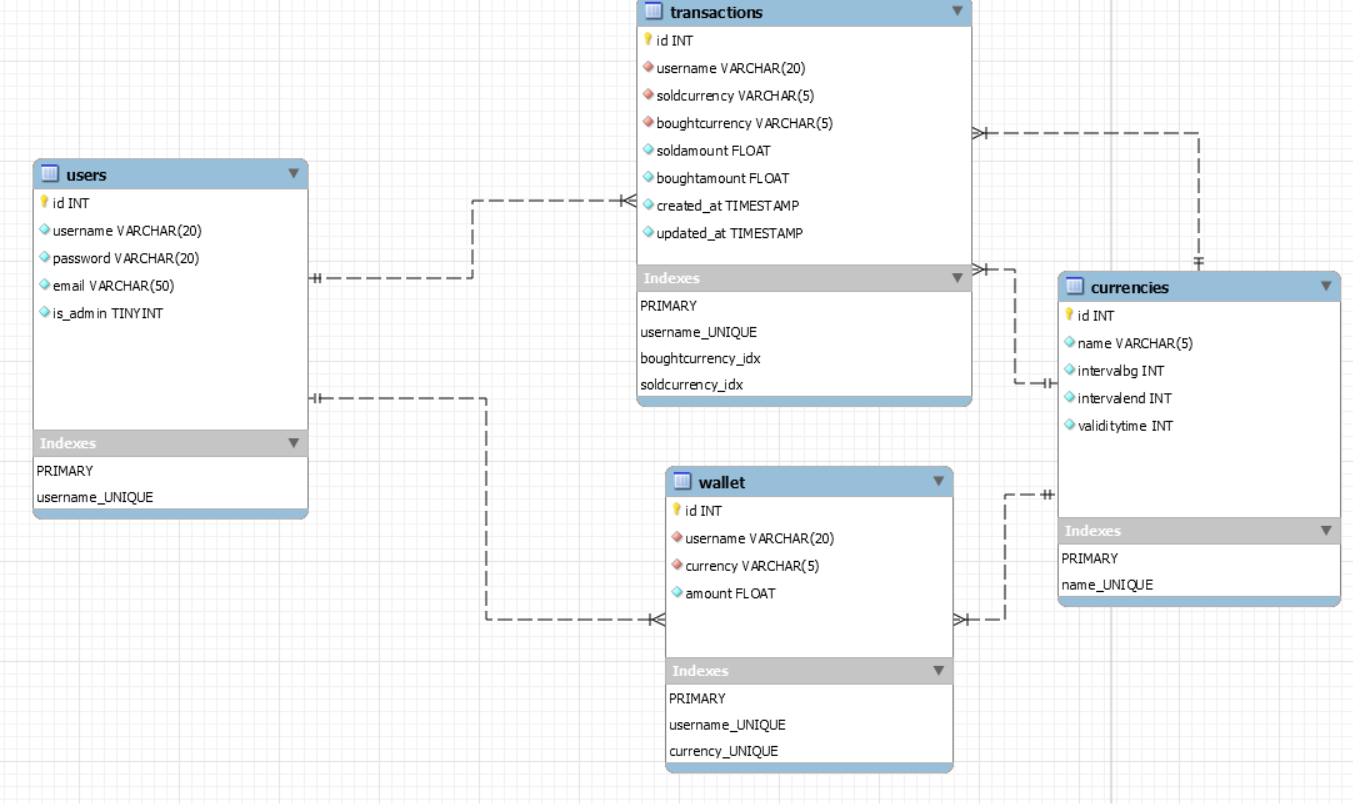 transactions
id INT
username VARCHAR(20)
soldcurrency VARCHAR(5)
boughtcurrency VARCHAR(5)
soldamount FLOAT
boughtamount FLOAT
created_at TIMESTAMP
updated_at TIMESTAMP
Indexes
PRIMARY
username_UNIQUE
boughtcurrency_idx
soldcurrency_idx
users
id INT
username VARCHAR(20)
password VARCHAR(20)
email VARCHAR(50)
is_admin TINYINT
Indexes
PRIMARY
username_UNIQUE
currencies
id INT
name VARCHAR(5)
intervalbg INT
intervalend INT
validitytime INT
Indexes
PRIMARY
name_UNIQUE
wallet
id INT
username VARCHAR(20)
currency VARCHAR(5)
amount FLOAT
Indexes
PRIMARY
username_UNIQUE
currency_UNIQUE